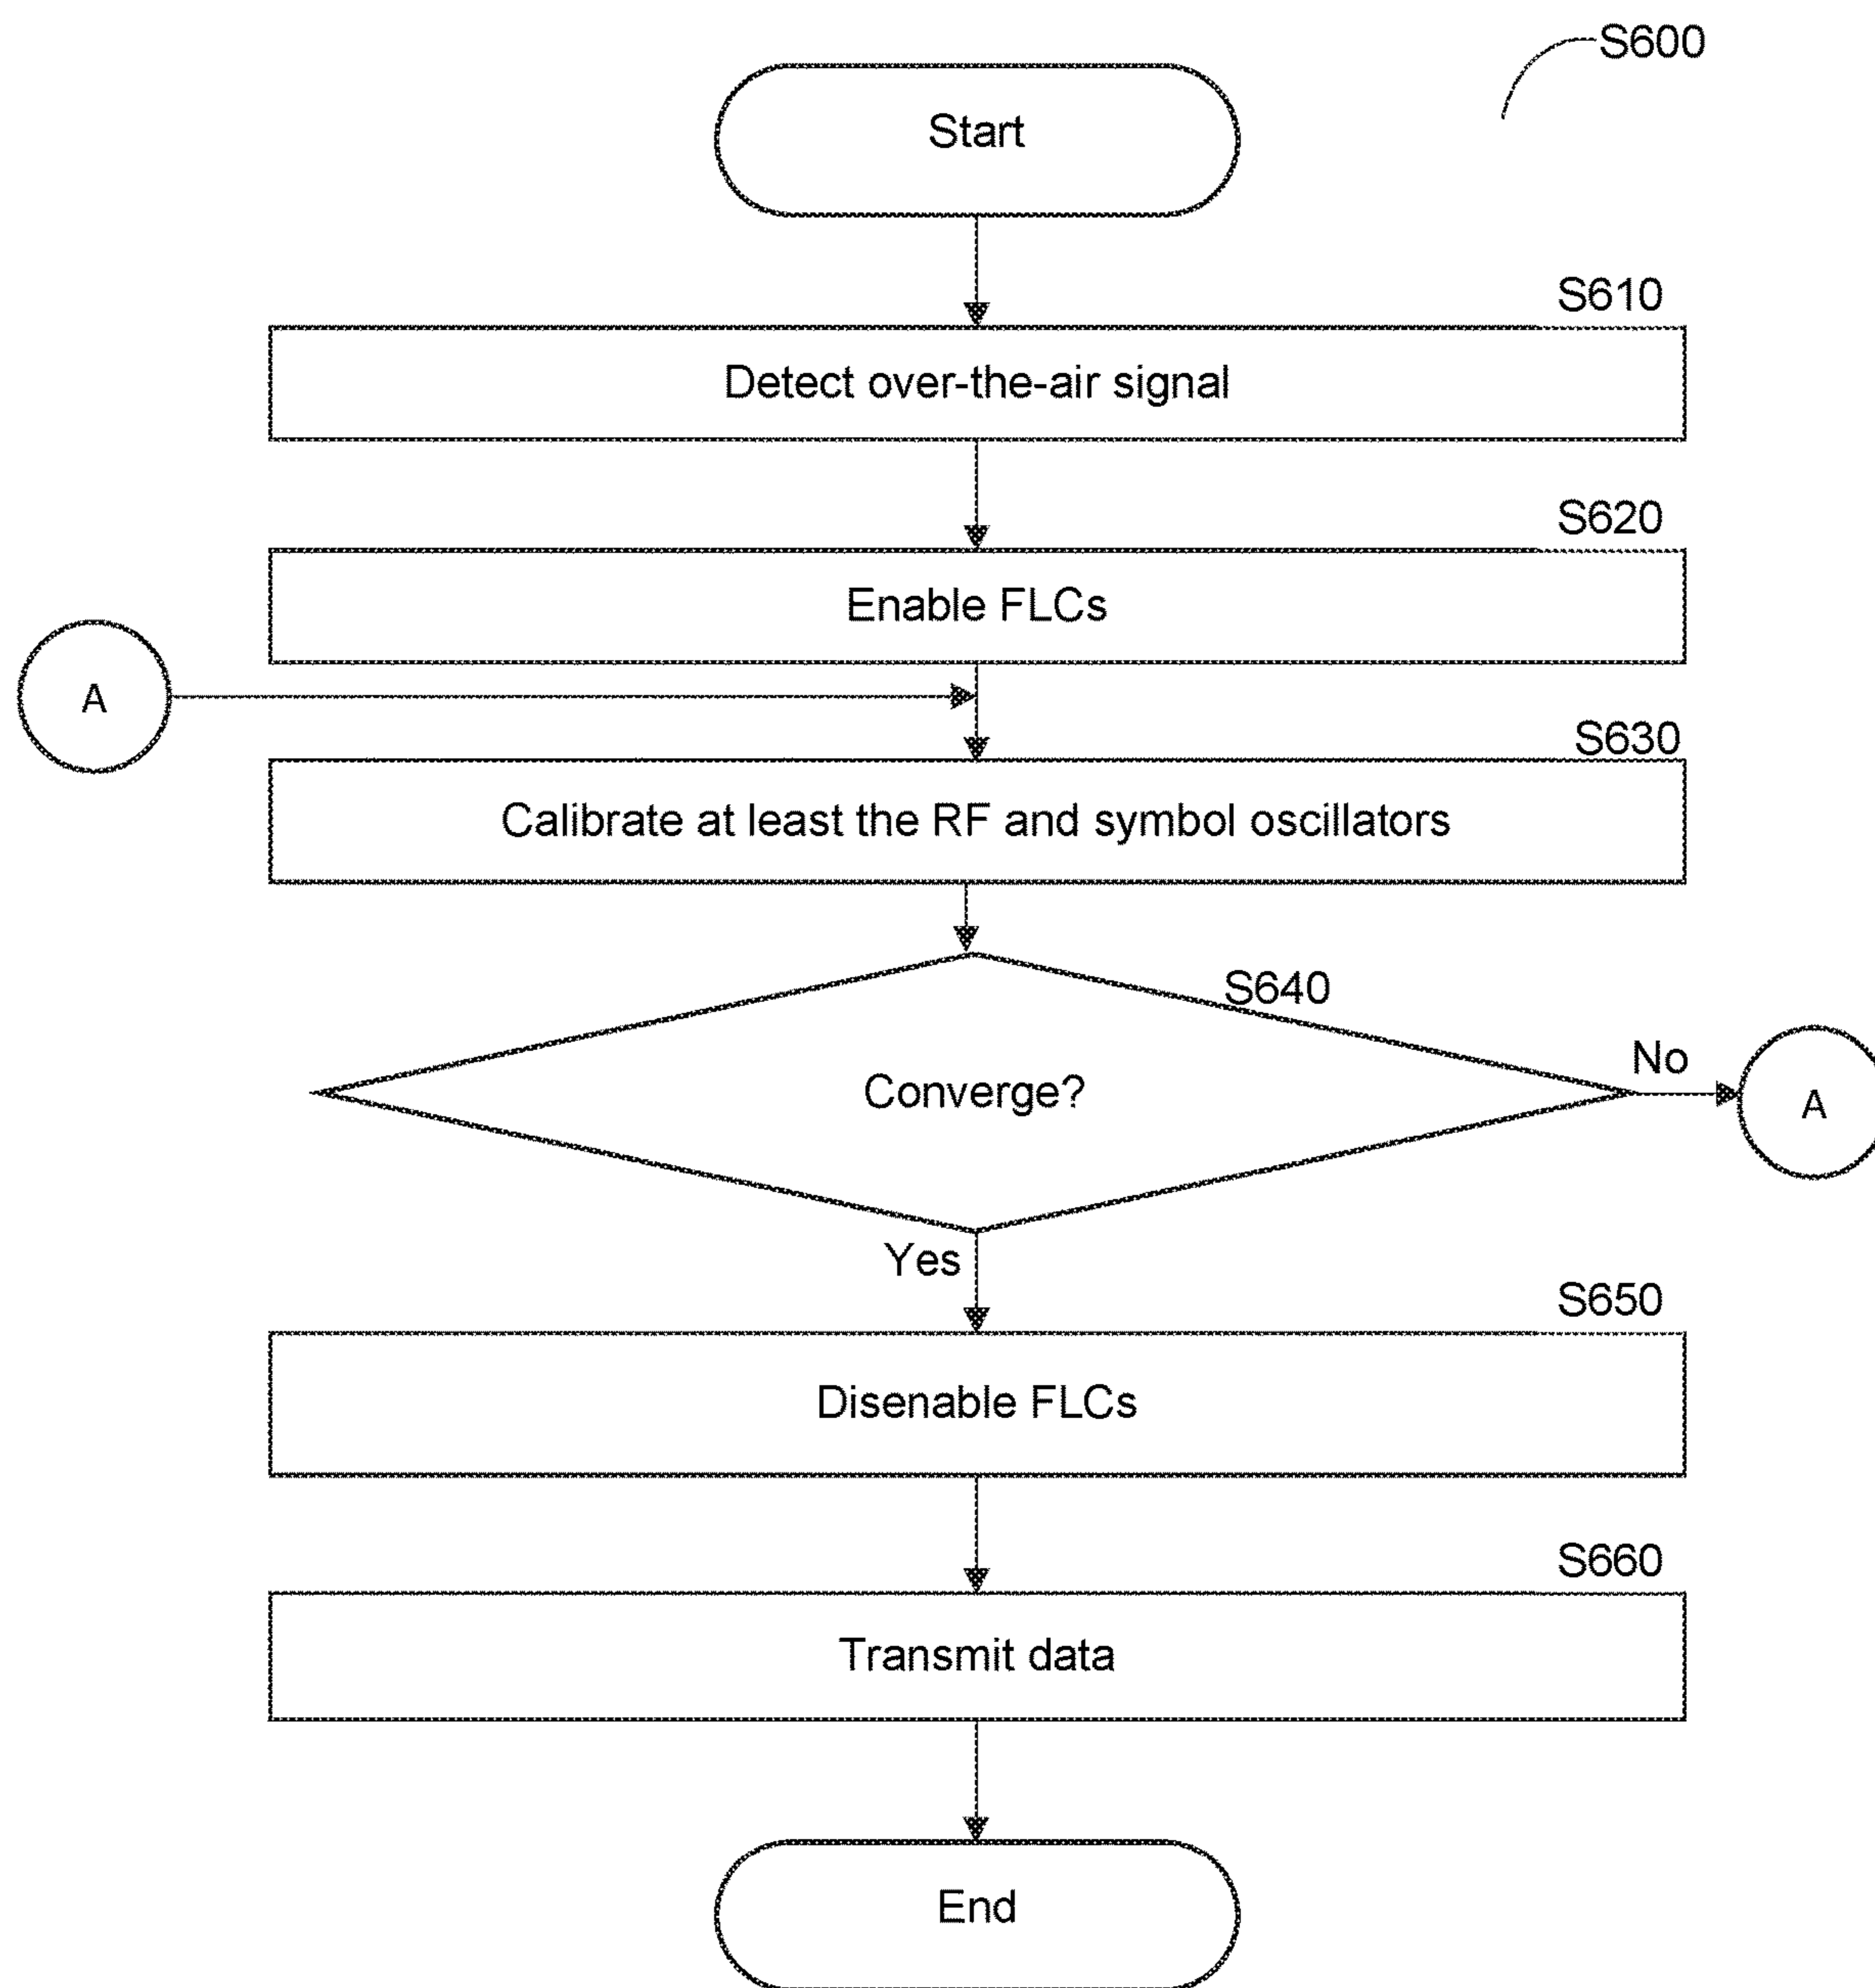 S600
Start
S610
Detect over-the-air signal
S620
Enable FLCs
A
S630
Calibrate at least the RF and symbol oscillators
S640
Converge?
No
A
Yes
S650
Disenable FLCs
S660
Transmit data
End